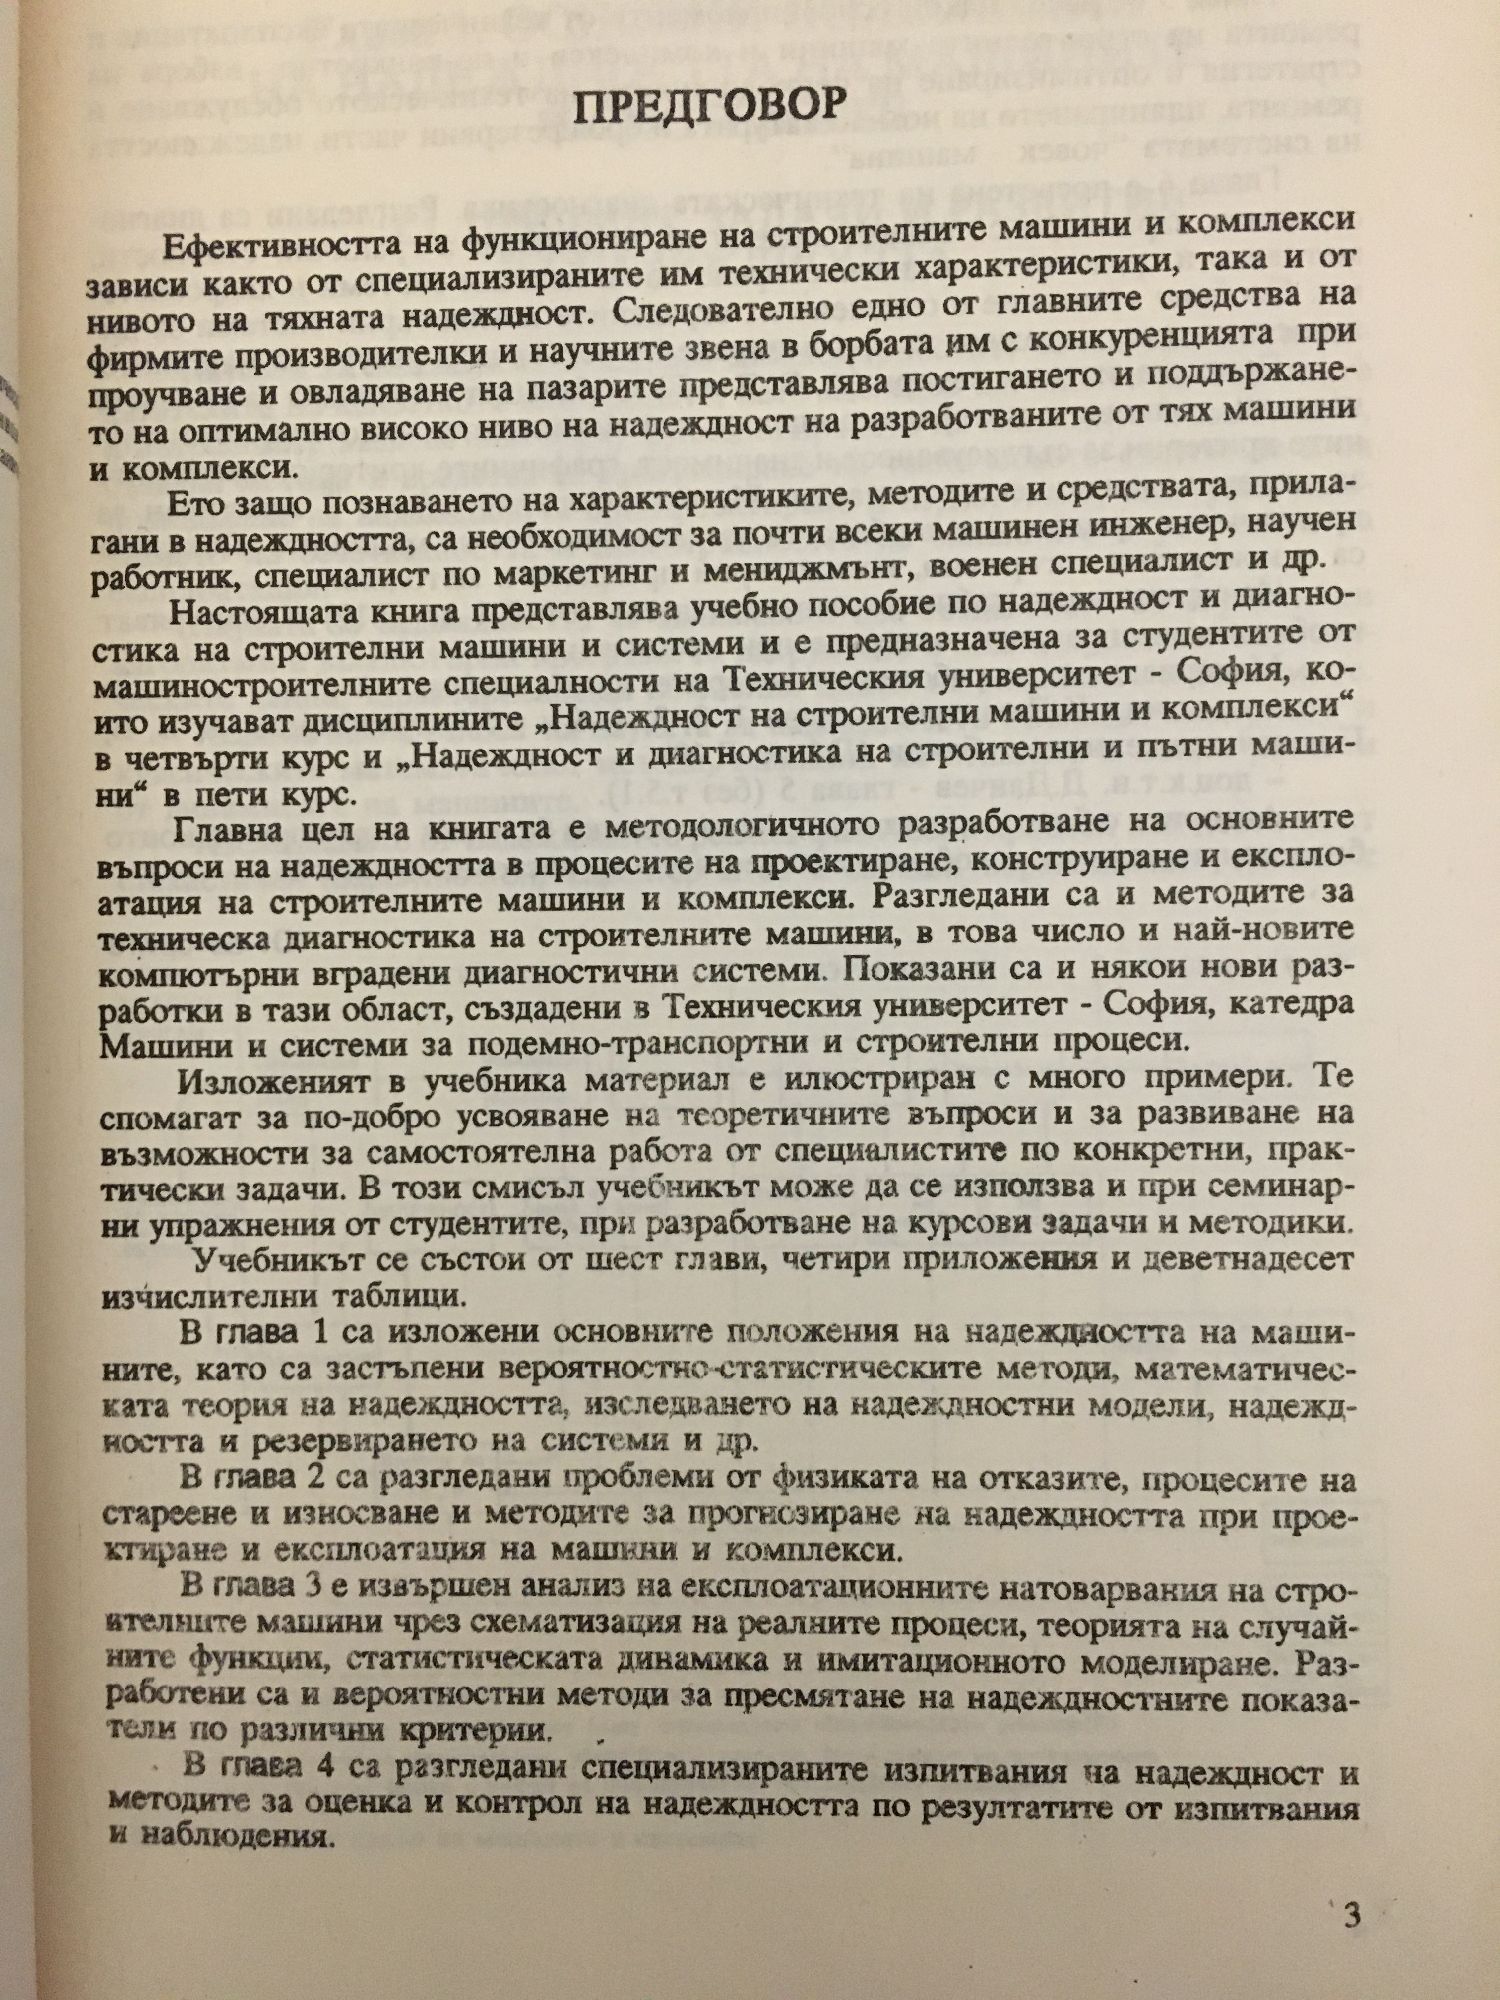 ПРЕДГОВОР
Ефективността на функциониране на строителните машини и комплекси
зависи както от специализираните им технически характеристики, така и от
нивото на тяхната надеждност. Следователно едно от главните средства на
фирмите производителки и научните звена в борбата им с конкуренцията при
проучване и овладяване на пазарите представлява постигането и поддържане-
то на оптимално високо ниво на надеждност на разработваните от тях машини
и комплекси.
Ето защо познаването на характеристиките, методите и средствата, прила-
гани в надеждността, са необходимост за почти всеки машинен инженер, научен
работник, специалист по маркетинг и мениджмънт, военен специалист и др.
Настоящата книга представлява учебно пособие по надеждност и диагно-
стика на строителни машини и системи и е предназначена за студентите от
машиностроителните специалности на Техническия университет - София, ко-
ито изучават дисциплините „Надеждност на строителни машини и комплекси“
в четвърти курс и „Надеждност и диагностика на строителни и пътни маши-
ни“ в пети курс.
Главна цел на книгата е методологичното разработване на основните
въпроси на надеждността в процесите на проектиране, конструиране и експло-
атация на строителните машини и комплекси. Разгледани са и методите за
техническа диагностика на строителните машини, в това число и най-новите
компютърни вградени диагностични системи. Показани са и някои нови раз-
работки в тази област, създадени в Техническия университет - София, катедра
Машини и системи за подемно-транспортни и строителни процеси.
Изложеният в учебника материал е илюстриран с много примери. Те
спомагат за по-добро усвояване на теоретичните въпроси и за развиване на
възможности за самостоятелна работа от специалистите по конкретни, прак-
тически задачи. В този смисъл учебникът може да се използва и при семинар-
ни упражнения от студентите, при разработване на курсови задачи и методики.
Учебникът се състои от шест глави, четири приложения и деветнадесет
изчислителни таблици.
В глава 1 са изложени основните положения на надеждността на маши-
ните, като са застъпени вероятностно-статистическите методи, математичес-
ката теория на надеждността, изследването на надеждностни модели, надежд-
ността и резервирането на системи и др.
В глава 2 са разгледани проблеми от физиката на отказите, процесите на
стареене и износване и методите за прогнозиране на надеждността при прое-
ктиране и експлоатация на машини и комплекси.
В глава 3 е извършен анализ на експлоатационните натоварвания на стро-
ителните машини чрез схематизация на реалните процеси, теорията на случай-
ните функции, статистическата динамика и имитационното моделиране. Раз-
работени са и вероятностни методи за пресмятане на надеждностните показа-
тели по различни критерии.
В глава 4 са разгледани специализираните изпитвания на надеждност и
методите за оценка и контрол на надеждността по резултатите от изпитвания
и наблюдения.
3